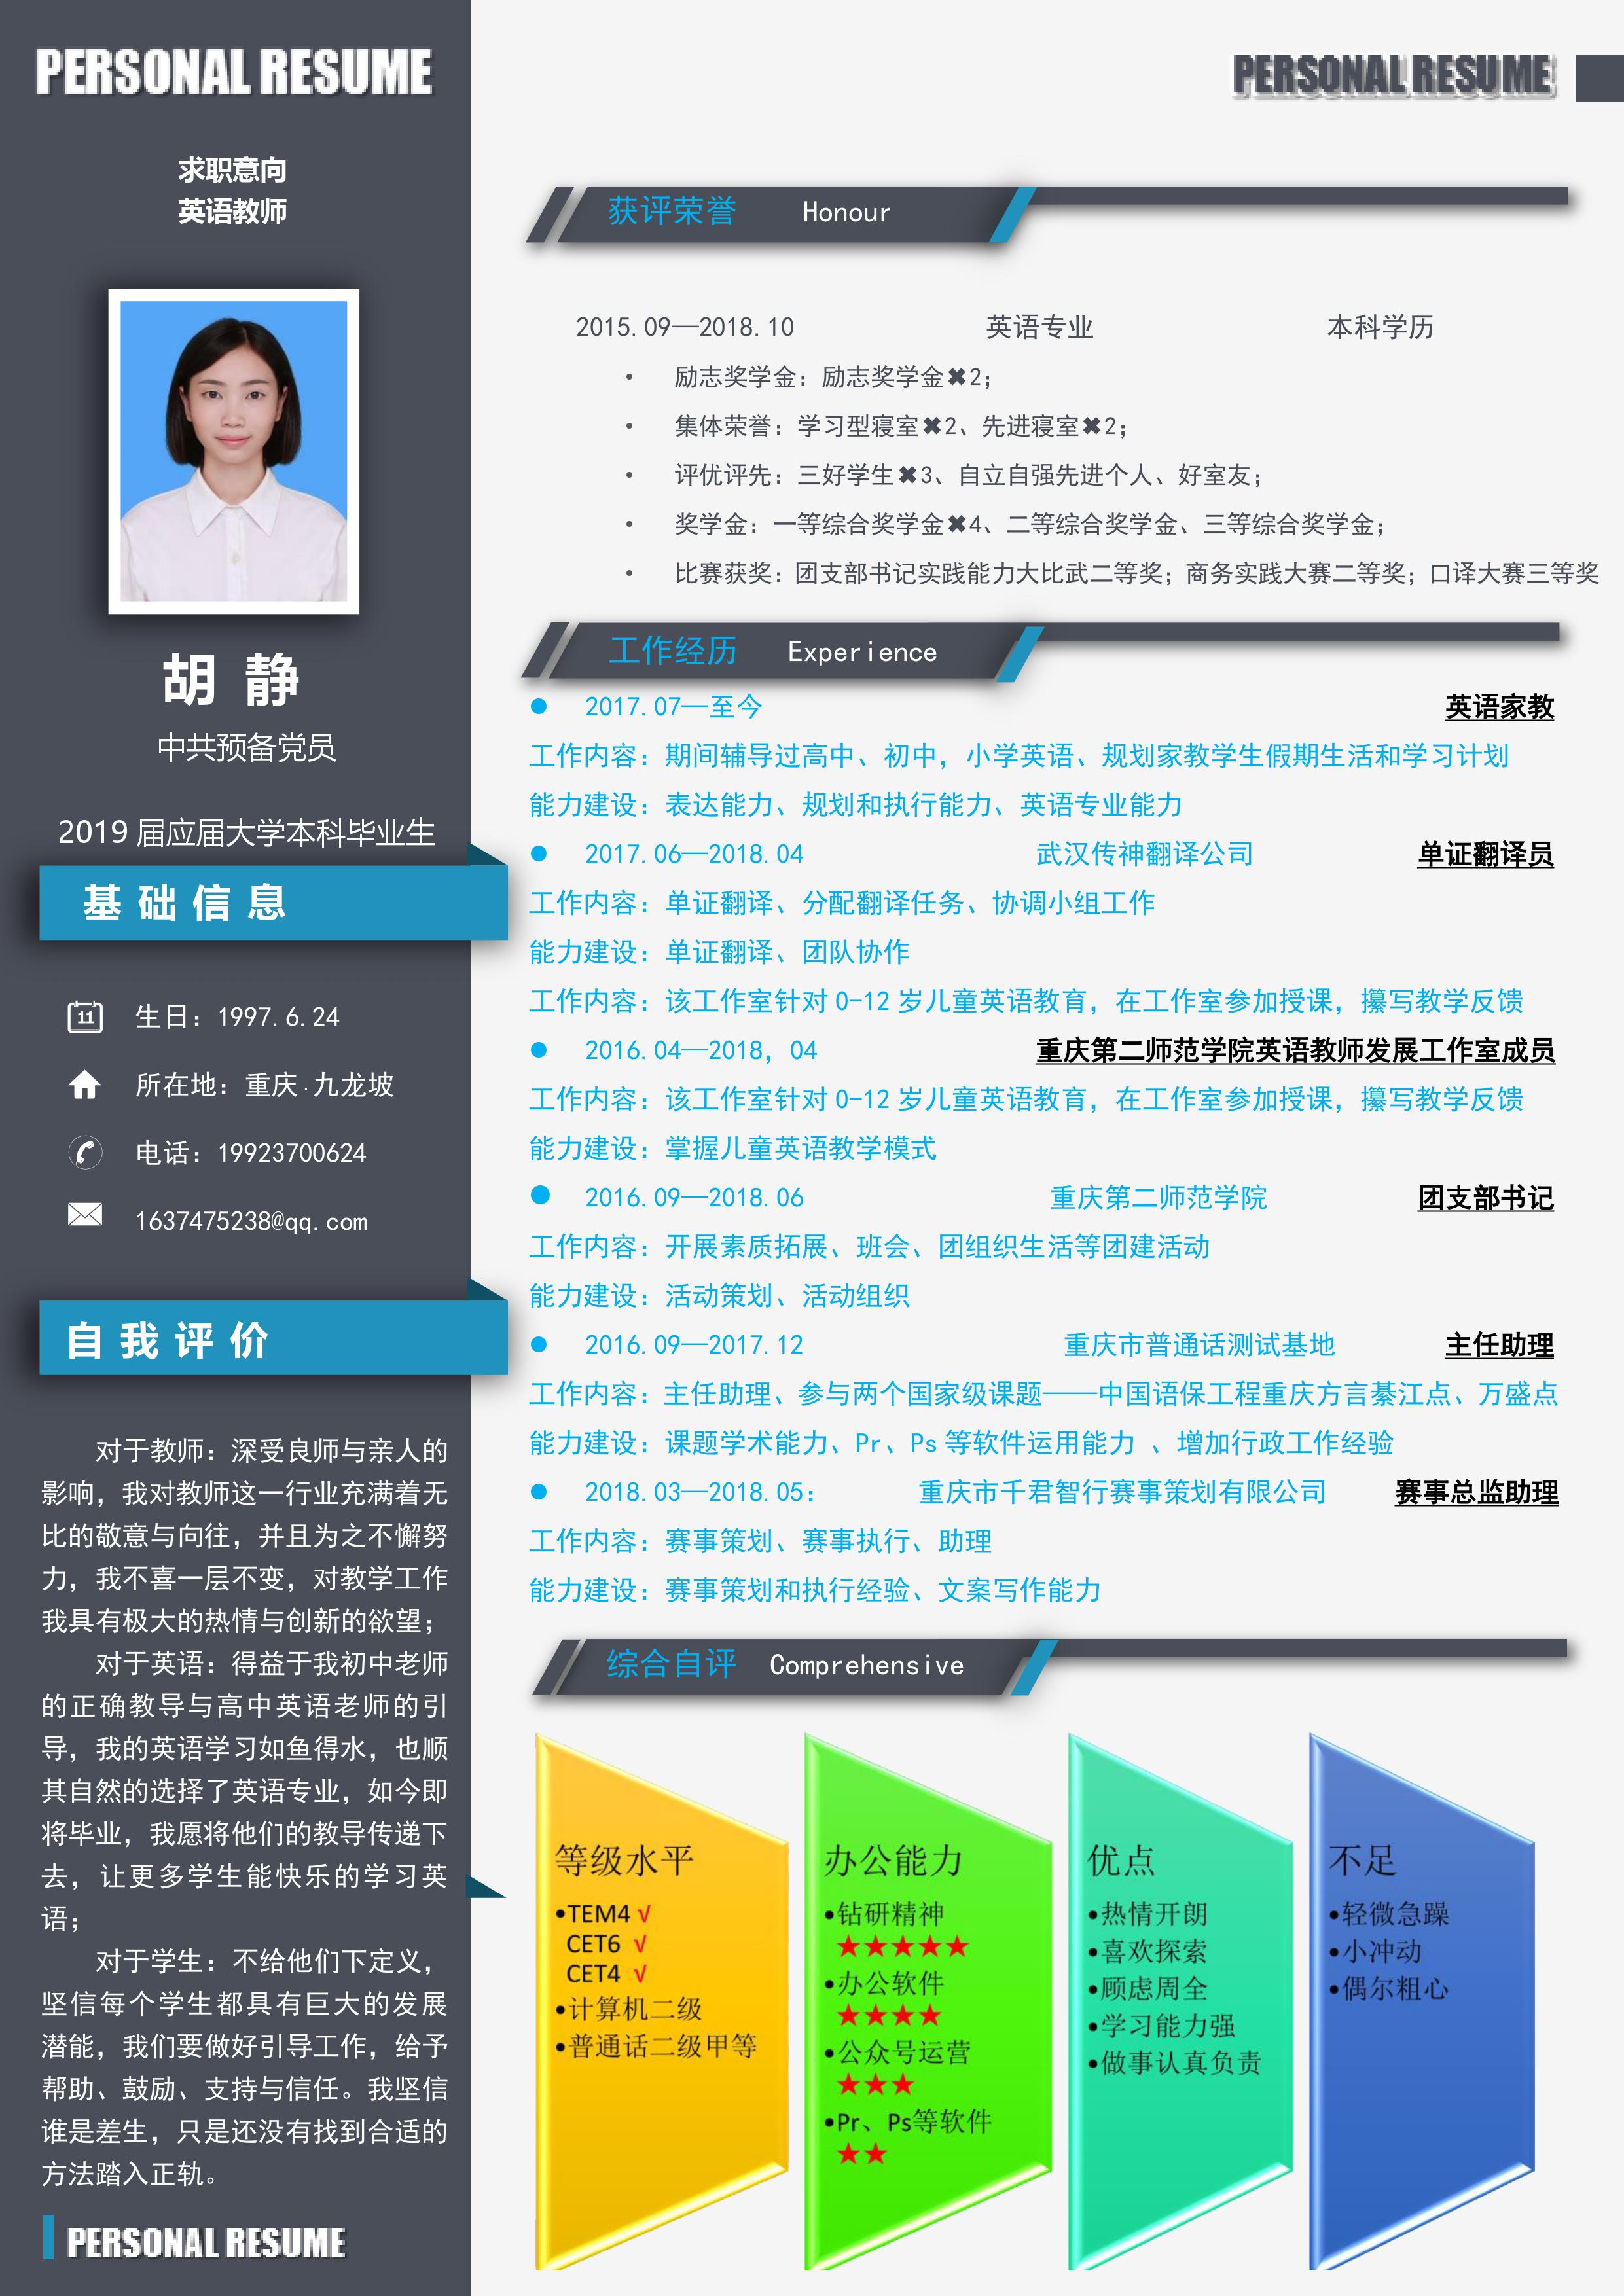 PERSONAL RESUME
求职意向
英语教师
胡 静
中共预备党员
2019 届应届大学本科毕业生
基 础 信 息
11
生日：1997.6.24
所在地：重庆·九龙坡
电话：19923700624
1637475238@qq.com
自 我 评 价
对于教师：深受良师与亲人的
影响，我对教师这一行业充满着无
比的敬意与向往，并且为之不懈努
力，我不喜一层不变，对教学工作
我具有极大的热情与创新的欲望；
对于英语：得益于我初中老师
的正确教导与高中英语老师的引
导，我的英语学习如鱼得水，也顺
其自然的选择了英语专业，如今即
将毕业，我愿将他们的教导传递下
去，让更多学生能快乐的学习英
语；
对于学生：不给他们下定义，
坚信每个学生都具有巨大的发展
潜能，我们要做好引导工作，给予
帮助、鼓励、支持与信任。我坚信
谁是差生，只是还没有找到合适的
方法踏入正轨。
PERSONAL RESUME
PERSONAL RESUME
获评荣誉 Honour
2015.09—2018.10 英语专业 本科学历
• 励志奖学金：励志奖学金✖2；
• 集体荣誉：学习型寝室✖2、先进寝室✖2；
• 评优评先：三好学生✖3、自立自强先进个人、好室友；
• 奖学金：一等综合奖学金✖4、二等综合奖学金、三等综合奖学金；
• 比赛获奖：团支部书记实践能力大比武二等奖；商务实践大赛二等奖；口译大赛三等奖
工作经历 Experience
● 2017.07—至今 英语家教
工作内容：期间辅导过高中、初中，小学英语、规划家教学生假期生活和学习计划
能力建设：表达能力、规划和执行能力、英语专业能力
● 2017.06—2018.04 武汉传神翻译公司 单证翻译员
工作内容：单证翻译、分配翻译任务、协调小组工作
能力建设：单证翻译、团队协作
工作内容：该工作室针对 0-12 岁儿童英语教育，在工作室参加授课，攥写教学反馈
● 2016.04—2018，04 重庆第二师范学院英语教师发展工作室成员
工作内容：该工作室针对 0-12 岁儿童英语教育，在工作室参加授课，攥写教学反馈
能力建设：掌握儿童英语教学模式
● 2016.09—2018.06 重庆第二师范学院 团支部书记
工作内容：开展素质拓展、班会、团组织生活等团建活动
能力建设：活动策划、活动组织
● 2016.09—2017.12 重庆市普通话测试基地 主任助理
工作内容：主任助理、参与两个国家级课题——中国语保工程重庆方言綦江点、万盛点
能力建设：课题学术能力、Pr、Ps 等软件运用能力 、增加行政工作经验
● 2018.03—2018.05： 重庆市千君智行赛事策划有限公司 赛事总监助理
工作内容：赛事策划、赛事执行、助理
能力建设：赛事策划和执行经验、文案写作能力
综合自评 Comprehensive
等级水平
•TEM4 √
CET6 √
CET4 √
•计算机二级
•普通话二级甲等
办公能力
•钻研精神
★★★★★
•办公软件
★★★★
•公众号运营
★★★
•Pr、Ps等软件
★★
优点
•热情开朗
•喜欢探索
•顾虑周全
•学习能力强
•做事认真负责
不足
•轻微急躁
•小冲动
•偶尔粗心